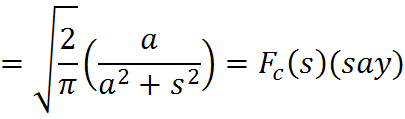 = √(2/π) (a/(a² + s²)) = F_c(s)(say)